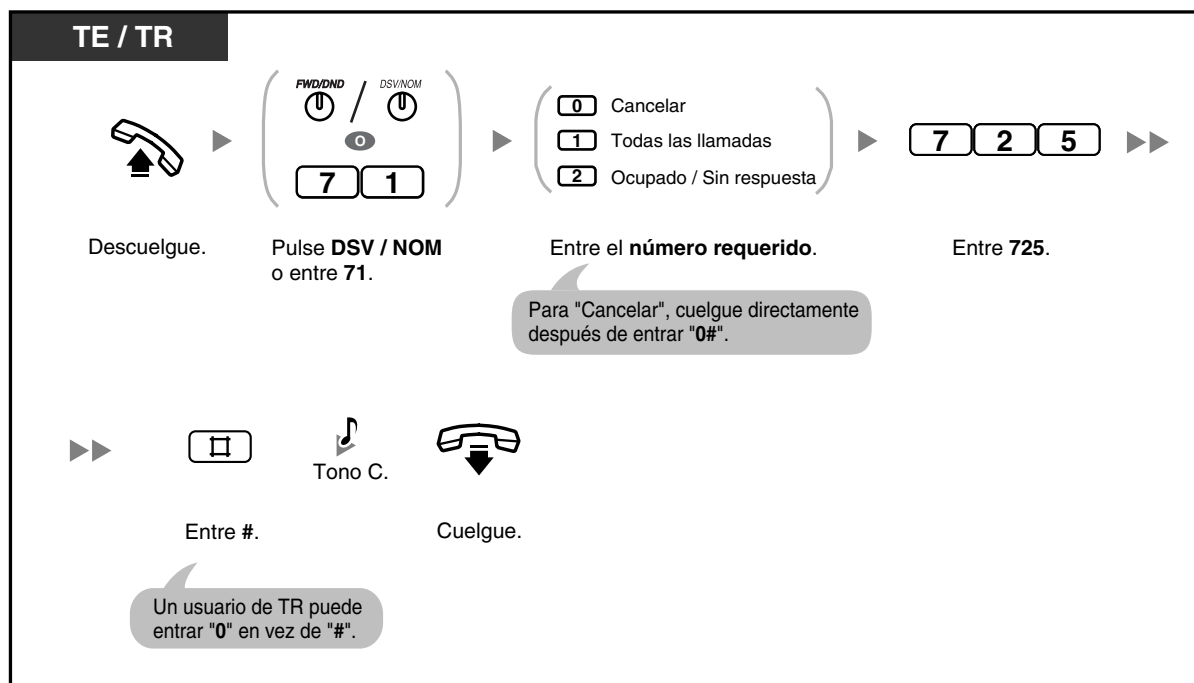 TE / TR
FWD/DND / DSV/NOM
o
7 1
0 Cancelar
1 Todas las llamadas
2 Ocupado / Sin respuesta
7 2 5
Descuelgue.
Pulse DSV / NOM
o entre 71.
Entre el número requerido.
Entre 725.
Para "Cancelar", cuelgue directamente
después de entrar "0#".
#
Tono C.
Entre #.
Cuelgue.
Un usuario de TR puede
entrar "0" en vez de "#".